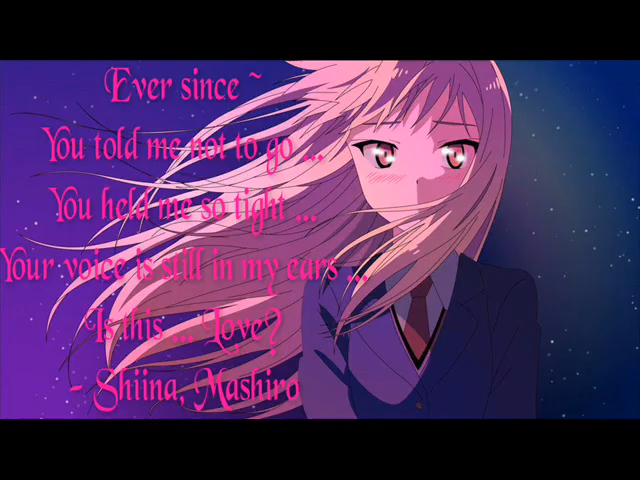 Ever since ~
You told me not to go ...
You held me so tight ...
Your voice is still in my ears ...
Is this ... Love?
- Shiina, Mashiro